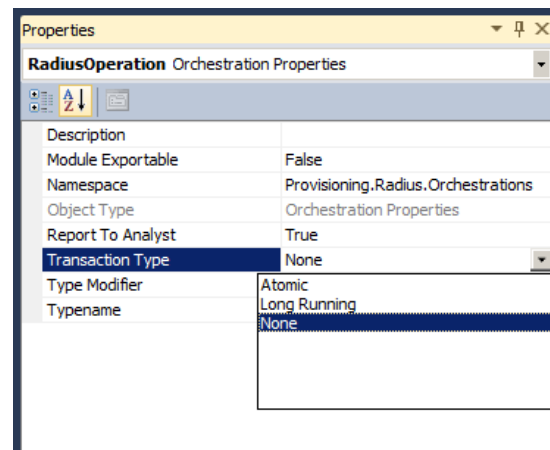 Properties
RadiusOperation Orchestration Properties
Description
Module Exportable False
Namespace Provisioning.Radius.Orchestrations
Object Type Orchestration Properties
Report To Analyst True
Transaction Type None
Type Modifier Atomic
Long Running
Typename None